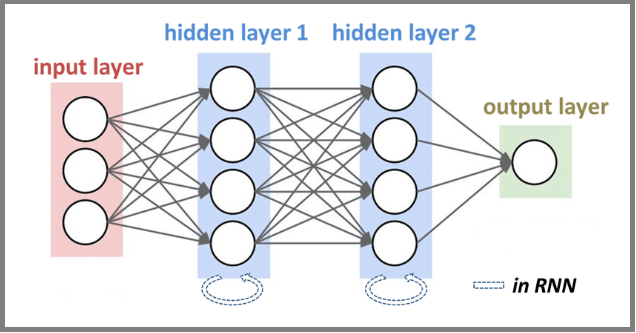 hidden layer 1
hidden layer 2
input layer
output layer
in RNN